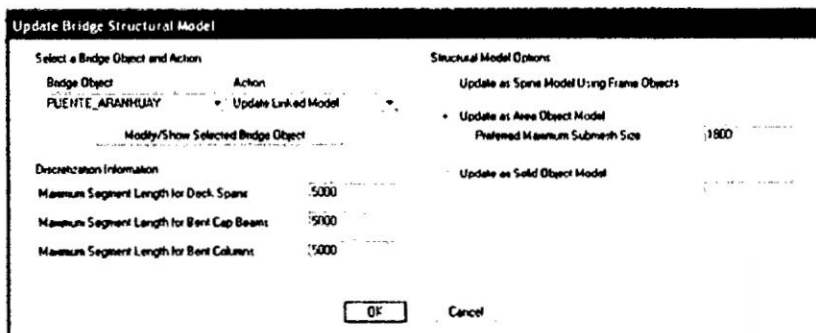 Update Bridge Structural Model
Select a Bridge Object and Action
Bridge Object
Action
PUENTE_ARANHUAY
Update Linked Model
Modify/Show Selected Bridge Object
Discretization Information
Maximum Segment Length for Deck Spans
5000
Maximum Segment Length for Bent Cap Beams
5000
Maximum Segment Length for Bent Columns
5000
Structural Model Options
Update as Spine Model Using Frame Objects
Update as Area Object Model
Preferred Maximum Submesh Size
1800
Update as Solid Object Model
OK
Cancel